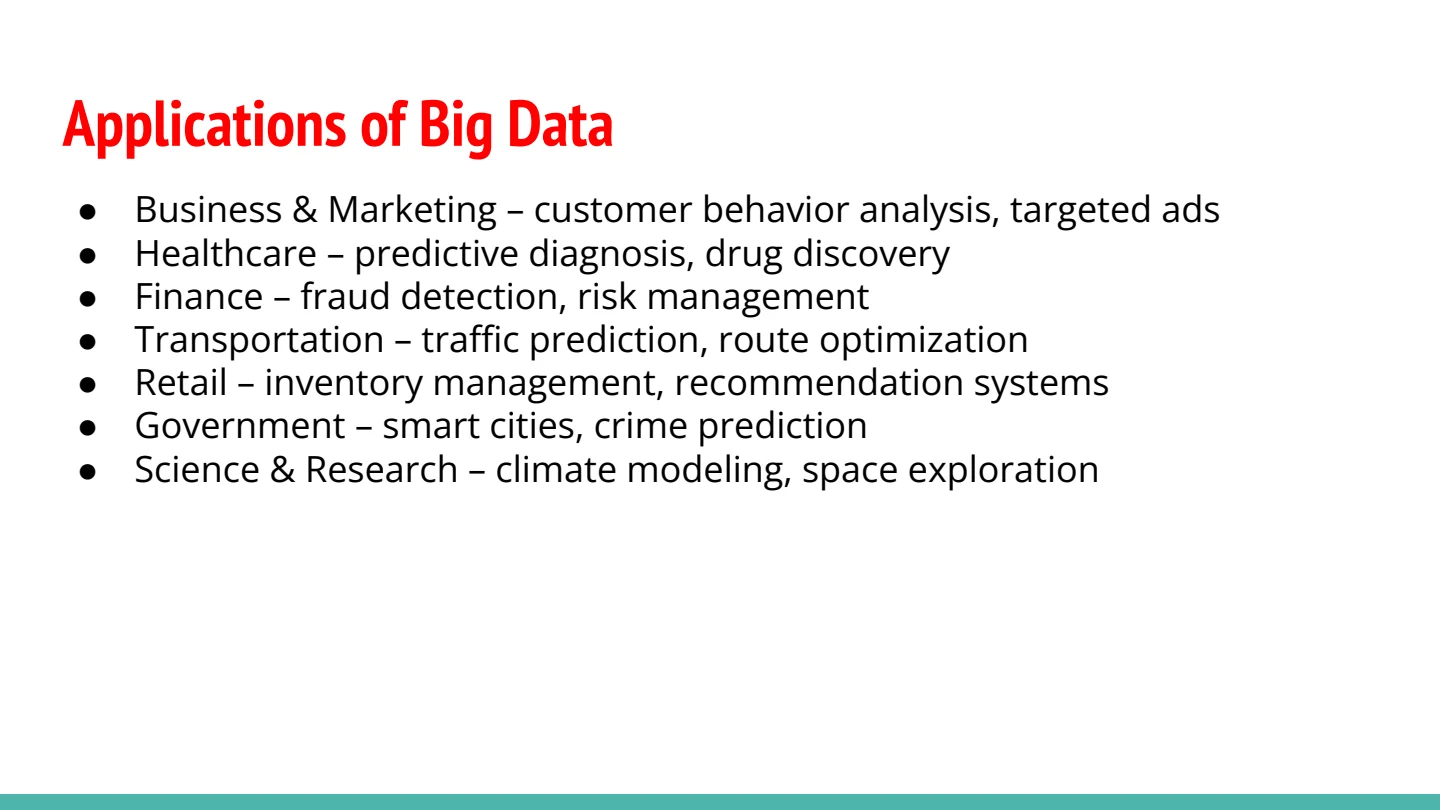 Applications of Big Data
● Business & Marketing – customer behavior analysis, targeted ads
● Healthcare – predictive diagnosis, drug discovery
● Finance – fraud detection, risk management
● Transportation – traffic prediction, route optimization
● Retail – inventory management, recommendation systems
● Government – smart cities, crime prediction
● Science & Research – climate modeling, space exploration